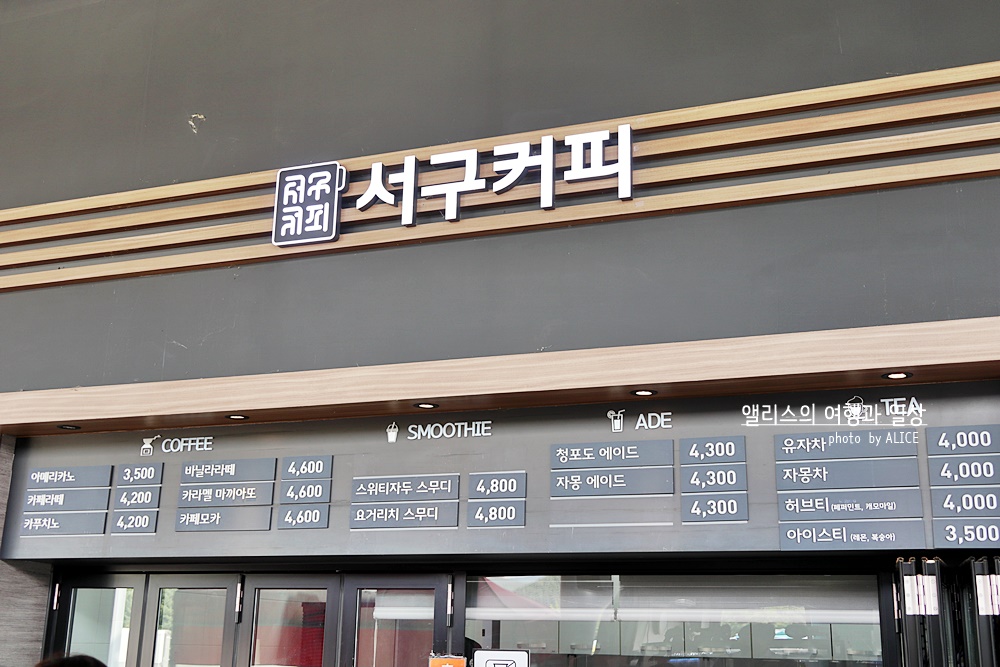 서구
커피
서구커피
COFFEE
아메리카노 3,500
카페라떼 4,200
카푸치노 4,200
바닐라라떼 4,600
카라멜 마끼아또 4,600
카페모카 4,600
SMOOTHIE
스위티자두 스무디 4,800
요거리치 스무디 4,800
ADE
청포도 에이드 4,300
자몽 에이드 4,300
4,300
TEA
유자차 4,000
자몽차 4,000
허브티 (페퍼민트, 캐모마일) 4,000
아이스티 (레몬, 복숭아) 3,500
앨리스의 여행과 일상
photo by ALICE